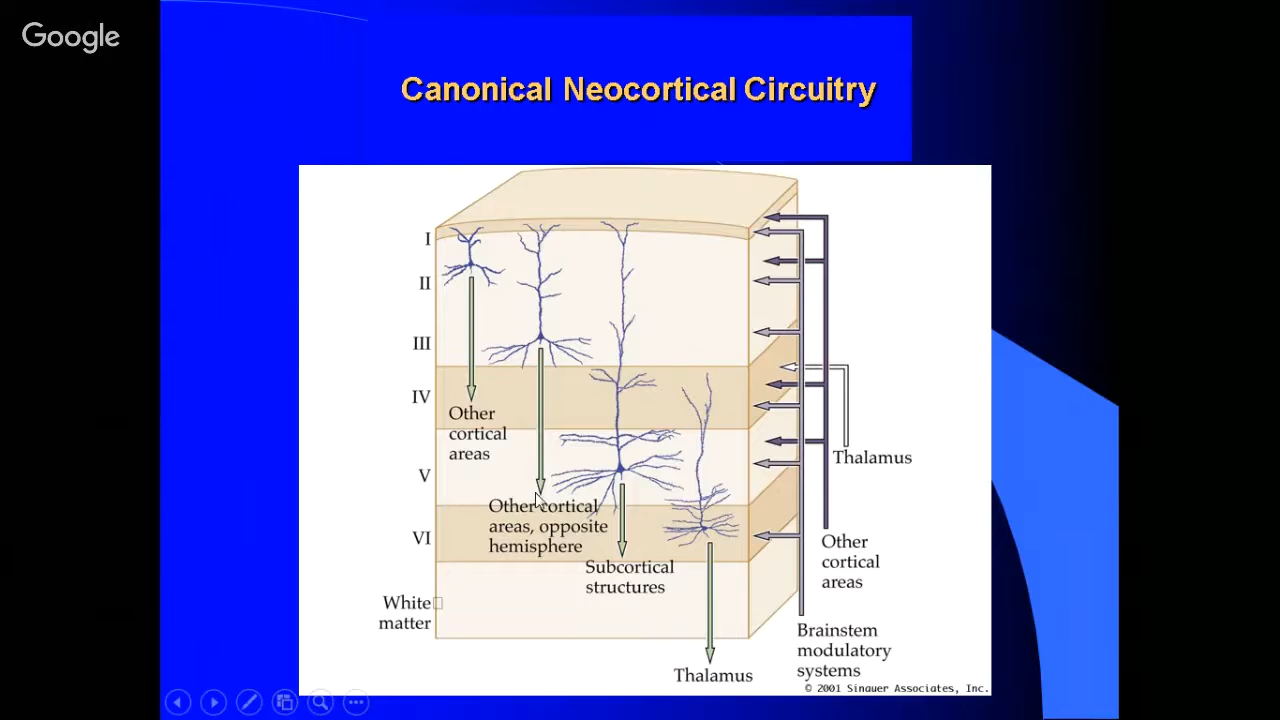 Google
Canonical Neocortical Circuitry
I
II
III
IV
V
VI
White
matter
Other
cortical
areas
Other cortical
areas, opposite
hemisphere
Subcortical
structures
Thalamus
Thalamus
Other
cortical
areas
Brainstem
modulatory
systems
© 2001 Sinauer Associates, Inc.